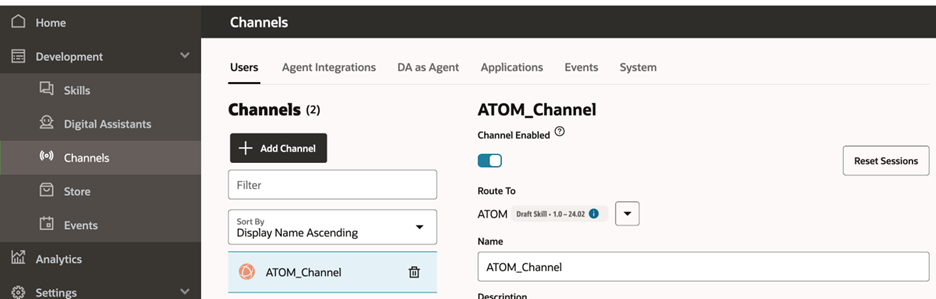 Home
Development
Skills
Digital Assistants
Channels
Store
Events
Analytics
Settings
Channels
Users Agent Integrations DA as Agent Applications Events System
Channels (2)
+ Add Channel
Filter
Sort By
Display Name Ascending
ATOM_Channel
ATOM_Channel
Channel Enabled ?
Reset Sessions
Route To
ATOM Draft Skill • 1.0 – 24.02 i
Name
ATOM_Channel
Description